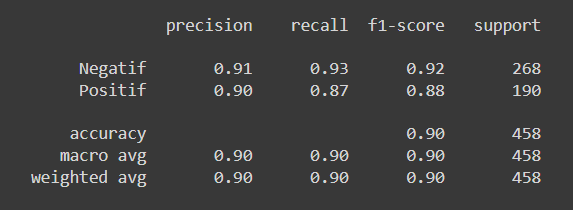 precision recall f1-score support
Negatif 0.91 0.93 0.92 268
Positif 0.90 0.87 0.88 190
accuracy 0.90 458
macro avg 0.90 0.90 0.90 458
weighted avg 0.90 0.90 0.90 458